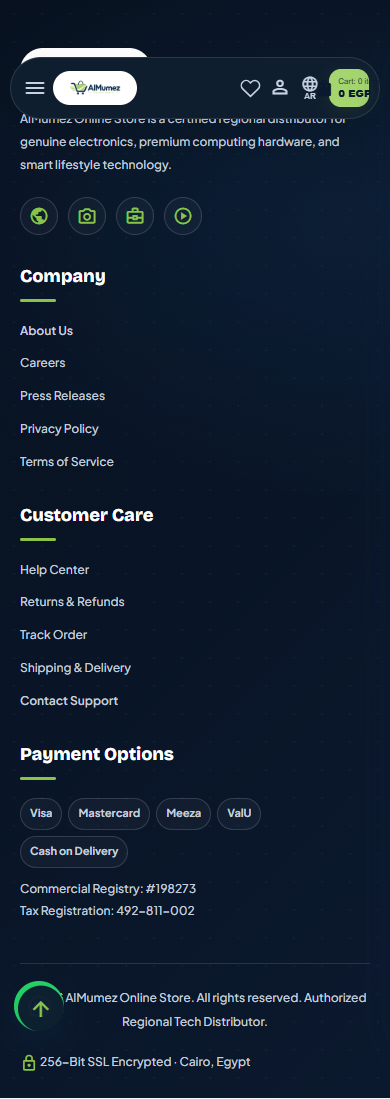 AlMumez
AR
Cart: 0 it
0 EGP
AlMumez Online Store is a certified regional distributor for
genuine electronics, premium computing hardware, and
smart lifestyle technology.
Company
About Us
Careers
Press Releases
Privacy Policy
Terms of Service
Customer Care
Help Center
Returns & Refunds
Track Order
Shipping & Delivery
Contact Support
Payment Options
Visa Mastercard Meeza ValU
Cash on Delivery
Commercial Registry: #198273
Tax Registration: 492-811-002
AlMumez Online Store. All rights reserved. Authorized
Regional Tech Distributor.
256-Bit SSL Encrypted · Cairo, Egypt